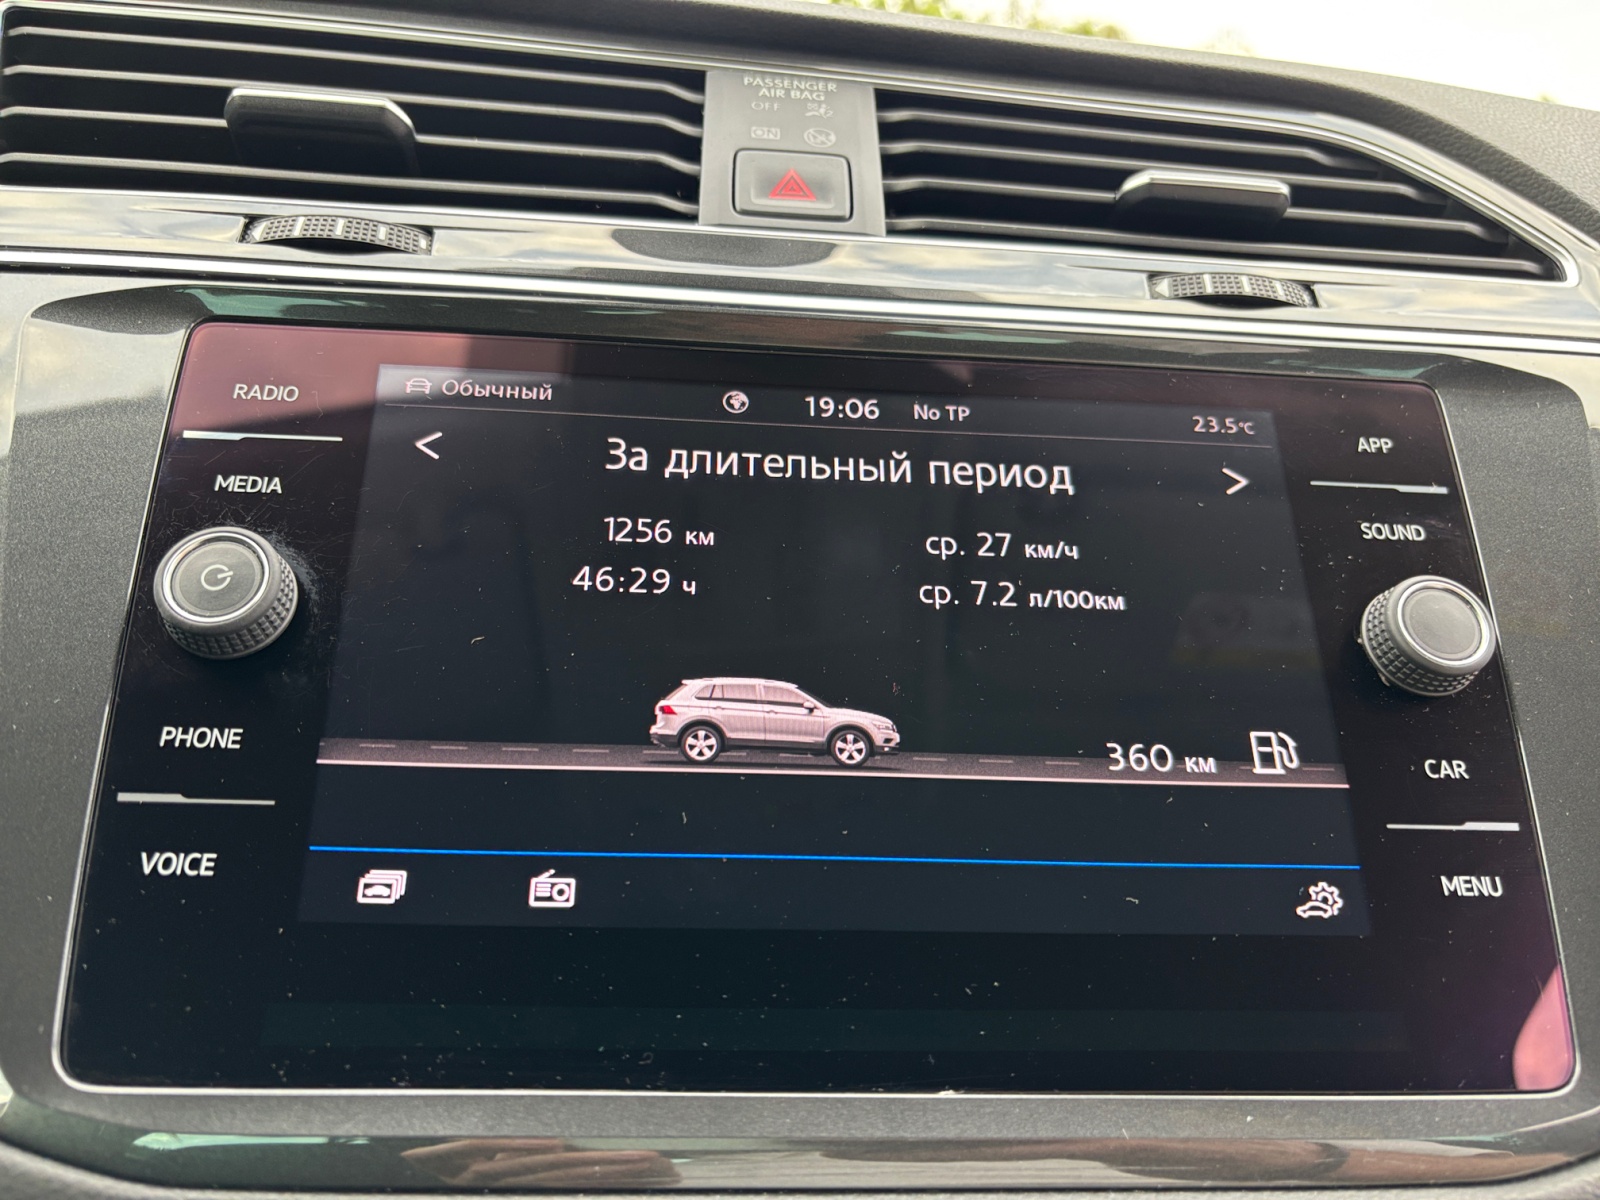 PASSENGER
AIR BAG
OFF
ON
RADIO
MEDIA
PHONE
VOICE
Обычный
19:06
No TP
23.5°C
< За длительный период >
1256 км
ср. 27 км/ч
46:29 ч
ср. 7.2 л/100км
360 км
APP
SOUND
CAR
MENU